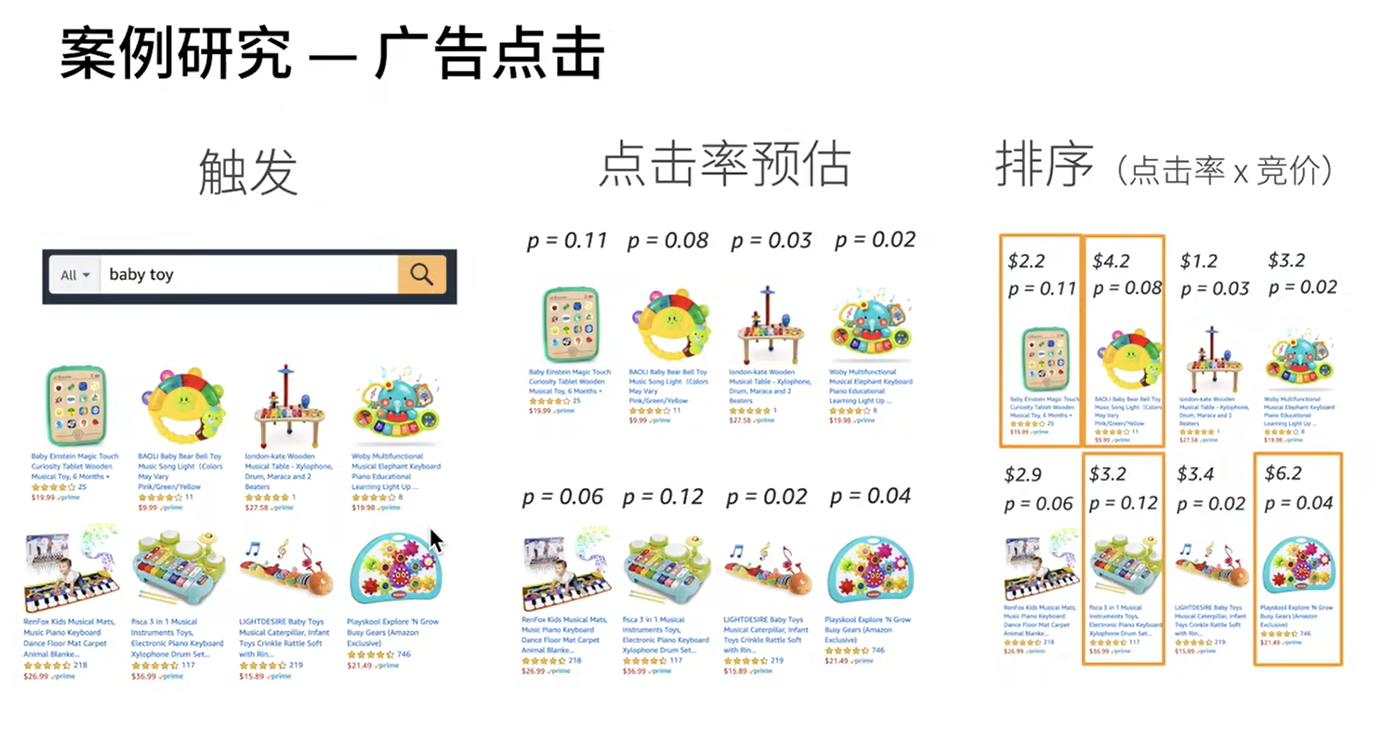 案例研究 — 广告点击
触发
All
baby toy
Baby Einstein Magic Touch
Curiosity Tablet Wooden
Musical Toy, 6 Months +
25
$19.99 prime
BAOLI Baby Bear Bell Toy
Music Song Light（Colors
May Vary
Pink/Green/Yellow
11
$9.99 prime
london-kate Wooden
Musical Table - Xylophone,
Drum, Maraca and 2
Beaters
1
$27.58 prime
Woby Multifunctional
Musical Elephant Keyboard
Piano Educational
Learning Light Up ...
8
$19.98 prime
RenFox Kids Musical Mats,
Music Piano Keyboard
Dance Floor Mat Carpet
Animal Blanke...
218
$26.99 prime
fisca 3 in 1 Musical
Instruments Toys,
Electronic Piano Keyboard
Xylophone Drum Set...
117
$36.99 prime
LIGHTDESIRE Baby Toys
Musical Caterpillar, Infant
Toys Crinkle Rattle Soft
with Rin...
219
$15.89 prime
Playskool Explore 'N Grow
Busy Gears (Amazon
Exclusive)
746
$21.49 prime
点击率预估
p = 0.11
p = 0.08
p = 0.03
p = 0.02
Baby Einstein Magic Touch
Curiosity Tablet Wooden
Musical Toy, 6 Months +
25
$19.99 prime
BAOLI Baby Bear Bell Toy
Music Song Light（Colors
May Vary
Pink/Green/Yellow
11
$9.99 prime
london-kate Wooden
Musical Table - Xylophone,
Drum, Maraca and 2
Beaters
1
$27.58 prime
Woby Multifunctional
Musical Elephant Keyboard
Piano Educational
Learning Light Up ...
8
$19.98 prime
p = 0.06
p = 0.12
p = 0.02
p = 0.04
RenFox Kids Musical Mats,
Music Piano Keyboard
Dance Floor Mat Carpet
Animal Blanke...
218
$26.99 prime
fisca 3 in 1 Musical
Instruments Toys,
Electronic Piano Keyboard
Xylophone Drum Set...
117
$36.99 prime
LIGHTDESIRE Baby Toys
Musical Caterpillar, Infant
Toys Crinkle Rattle Soft
with Rin...
219
$15.89 prime
Playskool Explore 'N Grow
Busy Gears (Amazon
Exclusive)
746
$21.49 prime
排序（点击率 x 竞价）
$2.2
p = 0.11
$4.2
p = 0.08
$1.2
p = 0.03
$3.2
p = 0.02
Baby Einstein Magic Touch
Curiosity Tablet Wooden
Musical Toy, 6 Months +
25
$19.99 prime
BAOLI Baby Bear Bell Toy
Music Song Light（Colors
May Vary
Pink/Green/Yellow
11
$9.99 prime
london-kate Wooden
Musical Table - Xylophone,
Drum, Maraca and 2
Beaters
1
$27.58 prime
Woby Multifunctional
Musical Elephant Keyboard
Piano Educational
Learning Light Up ...
8
$19.98 prime
$2.9
p = 0.06
$3.2
p = 0.12
$3.4
p = 0.02
$6.2
p = 0.04
RenFox Kids Musical Mats,
Music Piano Keyboard
Dance Floor Mat Carpet
Animal Blanke...
218
$26.99 prime
fisca 3 in 1 Musical
Instruments Toys,
Electronic Piano Keyboard
Xylophone Drum Set...
117
$36.99 prime
LIGHTDESIRE Baby Toys
Musical Caterpillar, Infant
Toys Crinkle Rattle Soft
with Rin...
219
$15.89 prime
Playskool Explore 'N Grow
Busy Gears (Amazon
Exclusive)
746
$21.49 prime